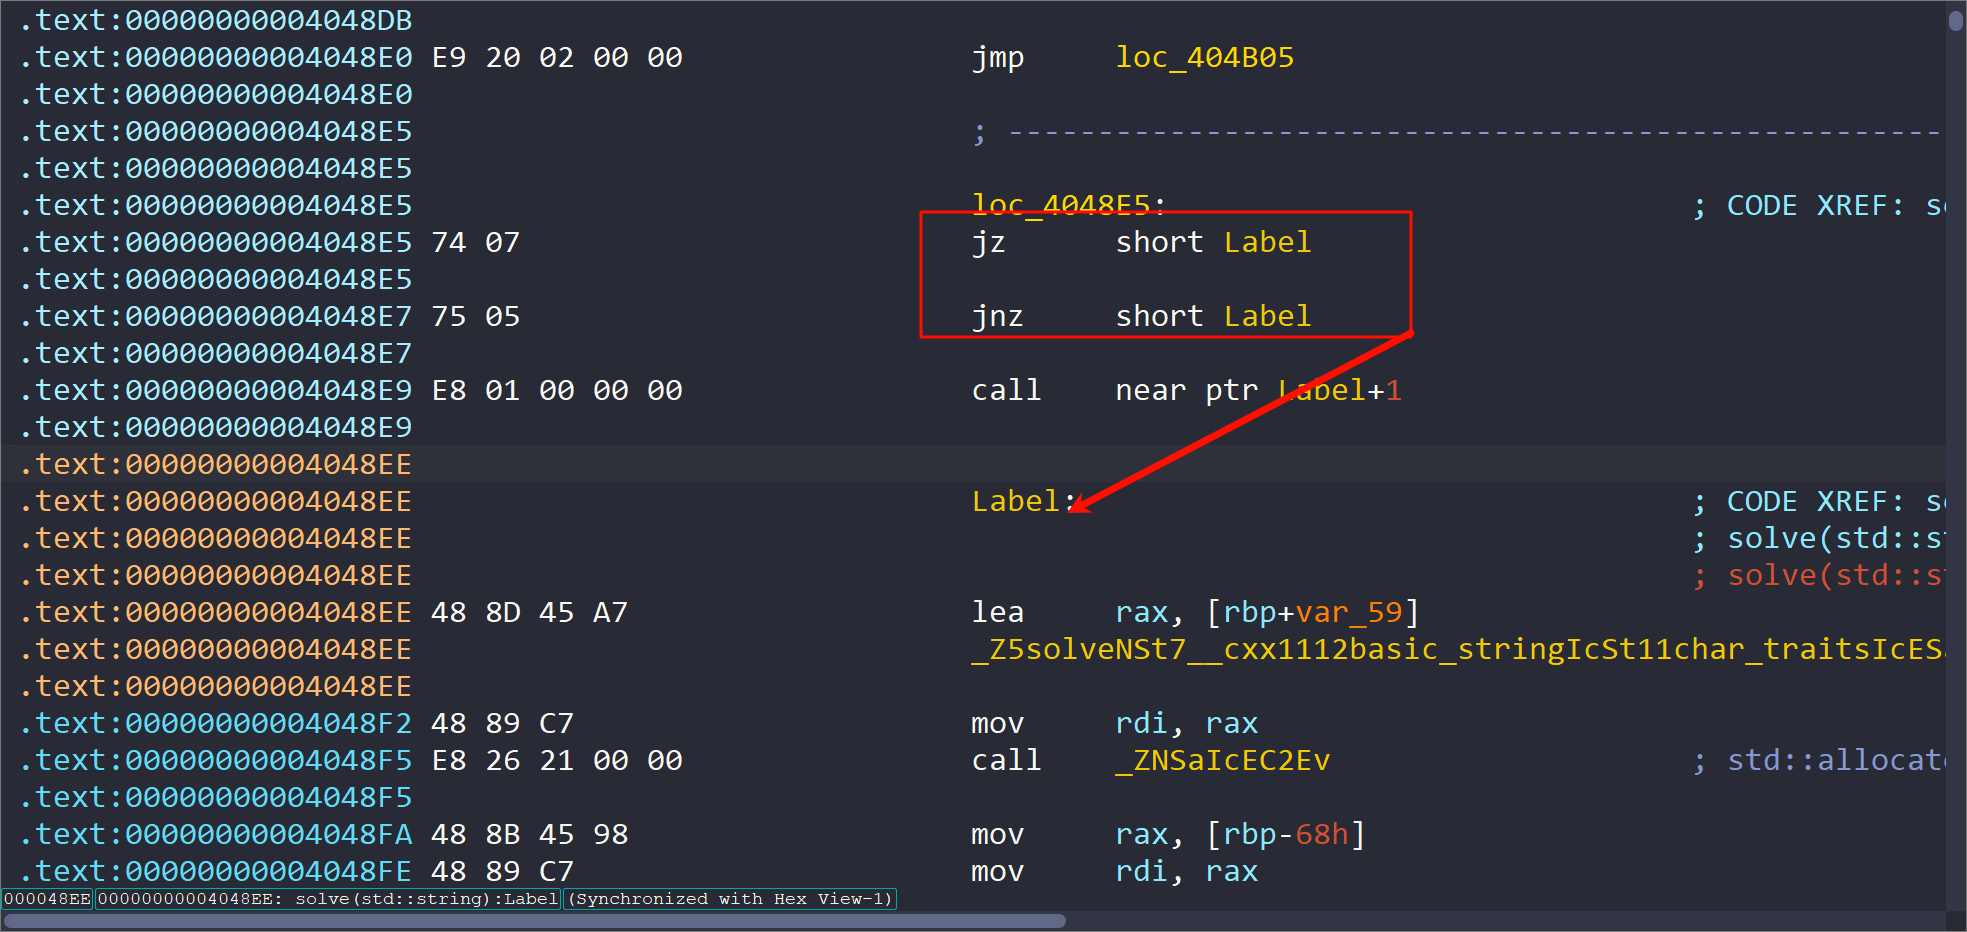 .text:00000000004048DB
.text:00000000004048E0 E9 20 02 00 00 jmp loc_404B05
.text:00000000004048E0
.text:00000000004048E5 ; ----------------------------------------------------
.text:00000000004048E5
.text:00000000004048E5 loc_4048E5: ; CODE XREF: so
.text:00000000004048E5 74 07 jz short Label
.text:00000000004048E5
.text:00000000004048E7 75 05 jnz short Label
.text:00000000004048E7
.text:00000000004048E9 E8 01 00 00 00 call near ptr Label+1
.text:00000000004048E9
.text:00000000004048EE
.text:00000000004048EE Label: ; CODE XREF: so
.text:00000000004048EE ; solve(std::st
.text:00000000004048EE ; solve(std::st
.text:00000000004048EE 48 8D 45 A7 lea rax, [rbp+var_59]
.text:00000000004048EE _Z5solveNSt7__cxx1112basic_stringIcSt11char_traitsIcESa
.text:00000000004048EE
.text:00000000004048F2 48 89 C7 mov rdi, rax
.text:00000000004048F5 E8 26 21 00 00 call _ZNSaIcEC2Ev ; std::allocato
.text:00000000004048F5
.text:00000000004048FA 48 8B 45 98 mov rax, [rbp-68h]
.text:00000000004048FE 48 89 C7 mov rdi, rax
000048EE 00000000004048EE: solve(std::string):Label (Synchronized with Hex View-1)